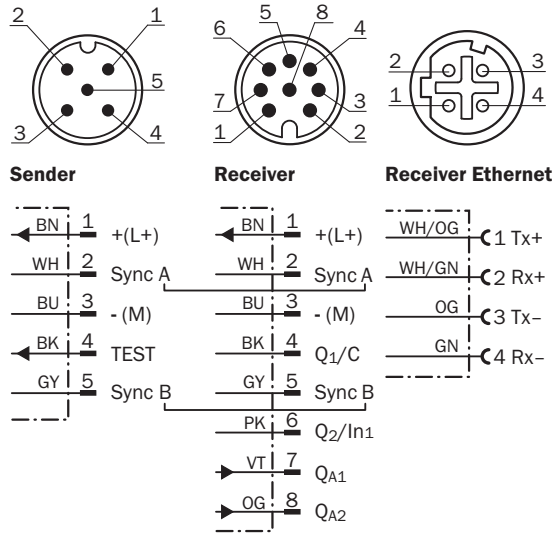 2 1 5 3 4
5 8 6 4 7 3 1 2
2 3 1 4
Sender
BN 1 +(L+)
WH 2 Sync A
BU 3 - (M)
BK 4 TEST
GY 5 Sync B
Receiver
BN 1 +(L+)
WH 2 Sync A
BU 3 - (M)
BK 4 Q1/C
GY 5 Sync B
PK 6 Q2/In1
VT 7 QA1
OG 8 QA2
Receiver Ethernet
WH/OG 1 Tx+
WH/GN 2 Rx+
OG 3 Tx–
GN 4 Rx–